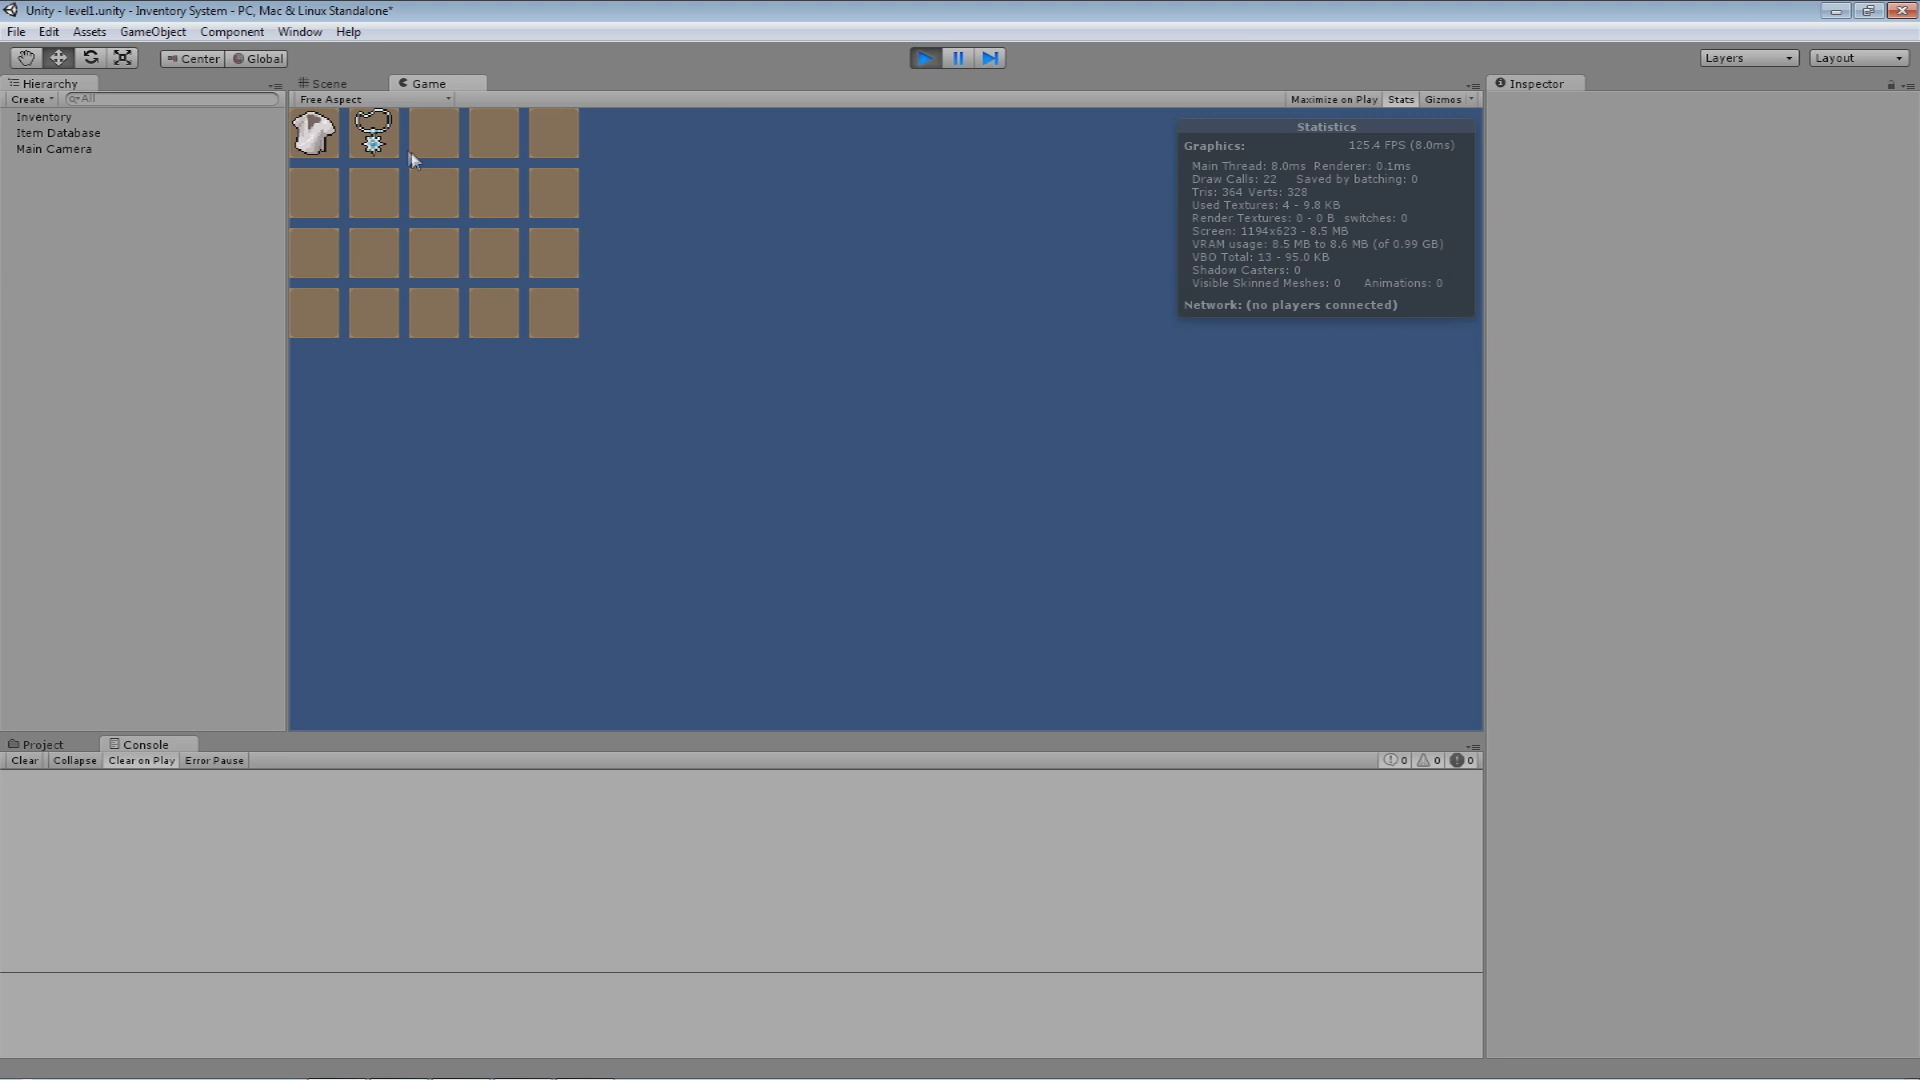 Unity - level1.unity - Inventory System - PC, Mac & Linux Standalone*
File Edit Assets GameObject Component Window Help
Center Global Layers Layout
Hierarchy Scene Game Inspector
Create All Free Aspect Maximize on Play Stats Gizmos
Inventory
Item Database
Main Camera
Statistics
Graphics: 125.4 FPS (8.0ms)
Main Thread: 8.0ms Renderer: 0.1ms
Draw Calls: 22 Saved by batching: 0
Tris: 364 Verts: 328
Used Textures: 4 - 9.8 KB
Render Textures: 0 - 0 B switches: 0
Screen: 1194x623 - 8.5 MB
VRAM usage: 8.5 MB to 8.6 MB (of 0.99 GB)
VBO Total: 13 - 95.0 KB
Shadow Casters: 0
Visible Skinned Meshes: 0 Animations: 0
Network: (no players connected)
Project Console
Clear Collapse Clear on Play Error Pause 0 0 0